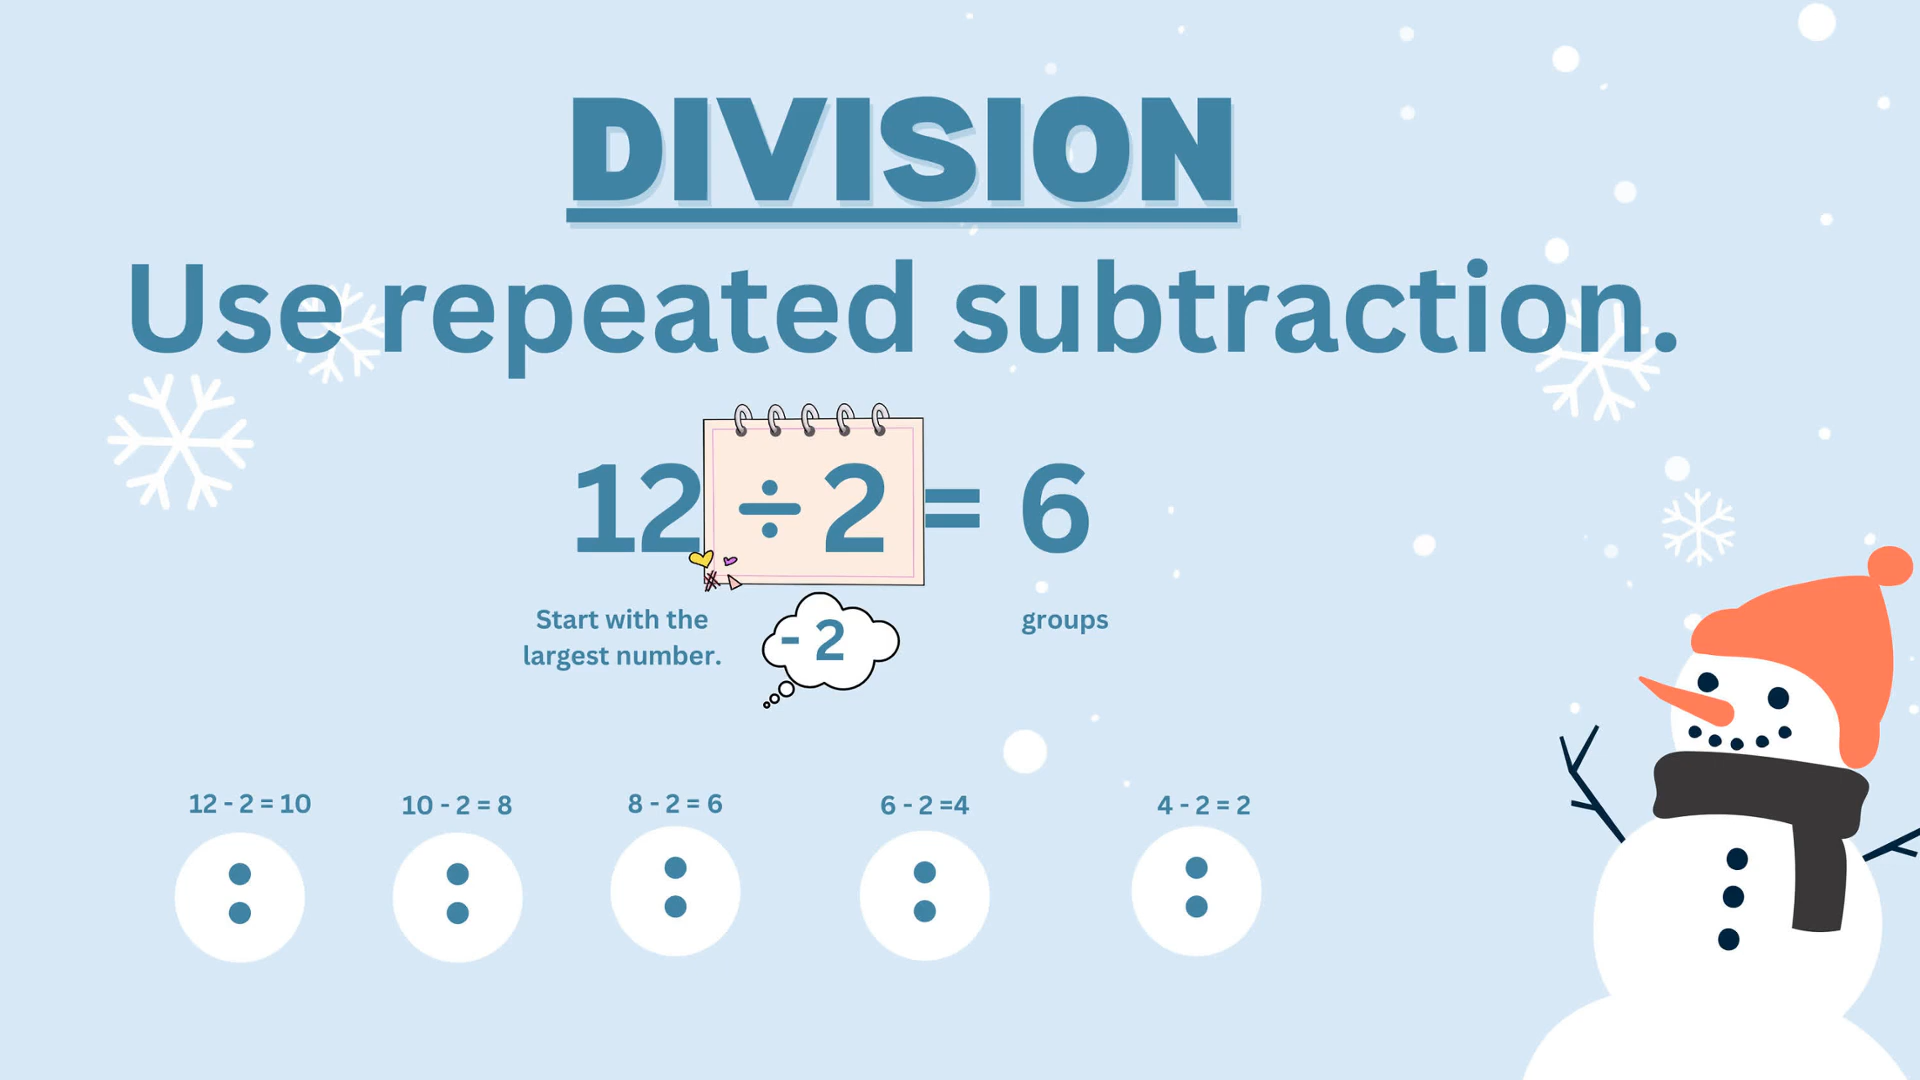 DIVISION
Use repeated subtraction.
12 ÷ 2 = 6
Start with the
largest number.
- 2
groups
12 - 2 = 10
10 - 2 = 8
8 - 2 = 6
6 - 2 =4
4 - 2 = 2